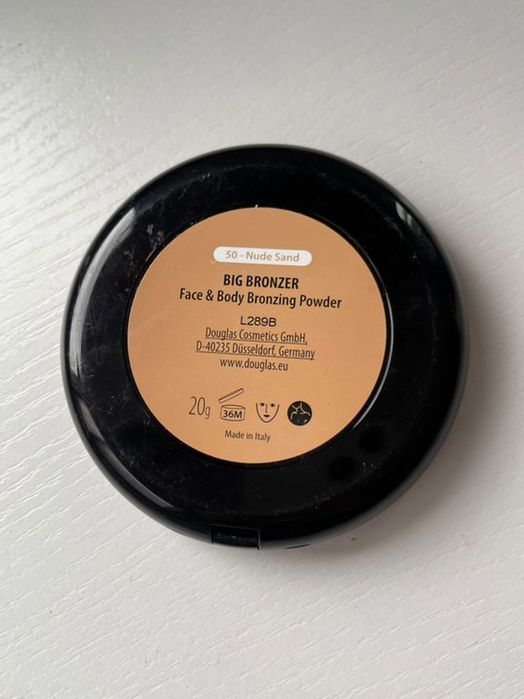 50 - Nude Sand
BIG BRONZER
Face & Body Bronzing Powder
L289B
Douglas Cosmetics GmbH,
D-40235 Düsseldorf, Germany
www.douglas.eu
20g 36M
Made in Italy